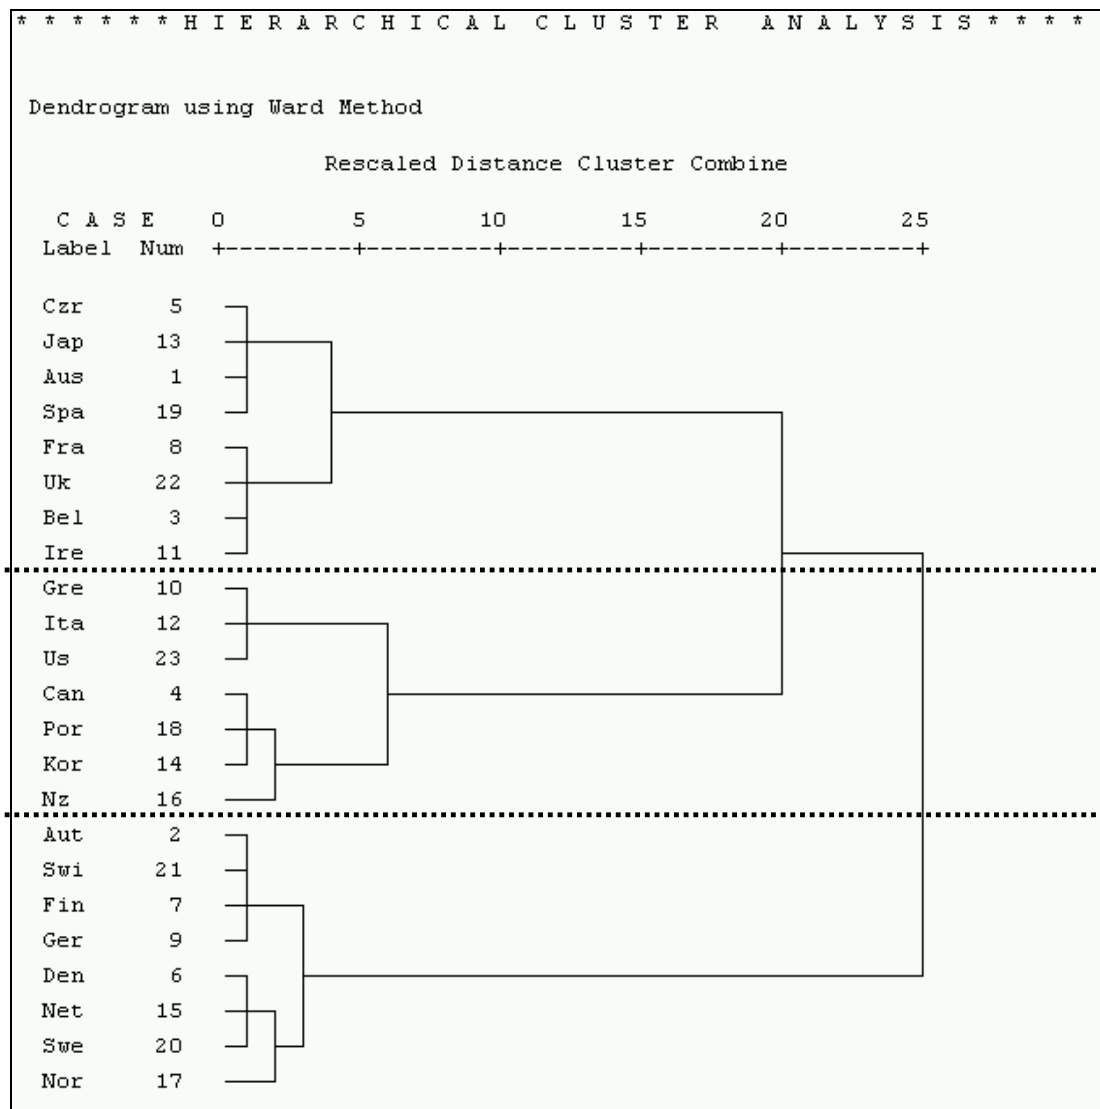 * * * * * * H I E R A R C H I C A L   C L U S T E R   A N A L Y S I S * * * *
Dendrogram using Ward Method
Rescaled Distance Cluster Combine
C A S E    0         5        10        15        20        25
Label  Num  +---------+---------+---------+---------+---------+
Czr 5
Jap 13
Aus 1
Spa 19
Fra 8
Uk 22
Bel 3
Ire 11
Gre 10
Ita 12
Us 23
Can 4
Por 18
Kor 14
Nz 16
Aut 2
Swi 21
Fin 7
Ger 9
Den 6
Net 15
Swe 20
Nor 17